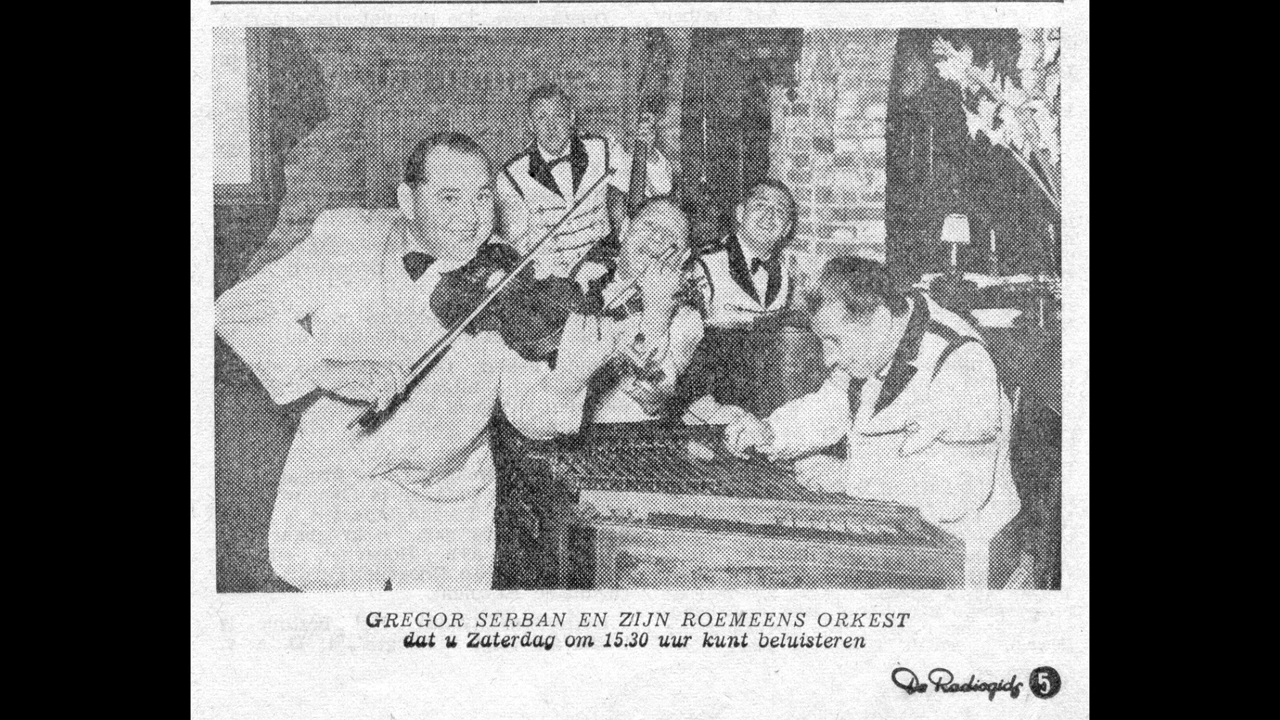 GREGOR SERBAN EN ZIJN ROEMEENS ORKEST
dat u Zaterdag om 15.30 uur kunt beluisteren
De Radiogids 5